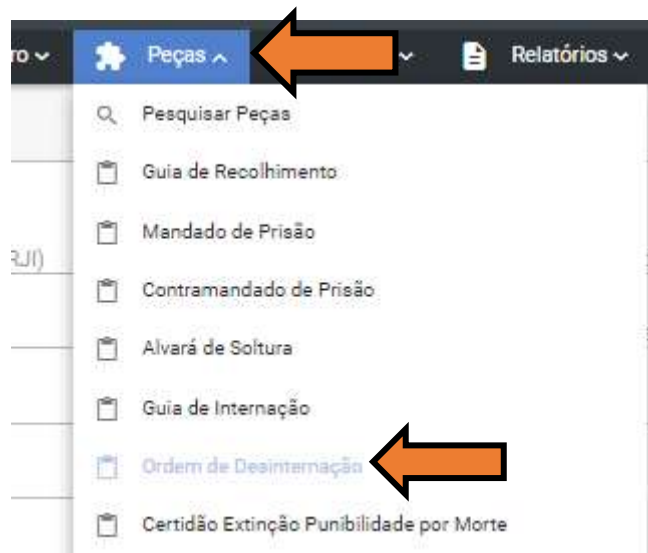 ro Peças Relatórios
Pesquisar Peças
Guia de Recolhimento
Mandado de Prisão
RJI)
Contramandado de Prisão
Alvará de Soltura
Guia de Internação
Ordem de Desinternação
Certidão Extinção Punibilidade por Morte